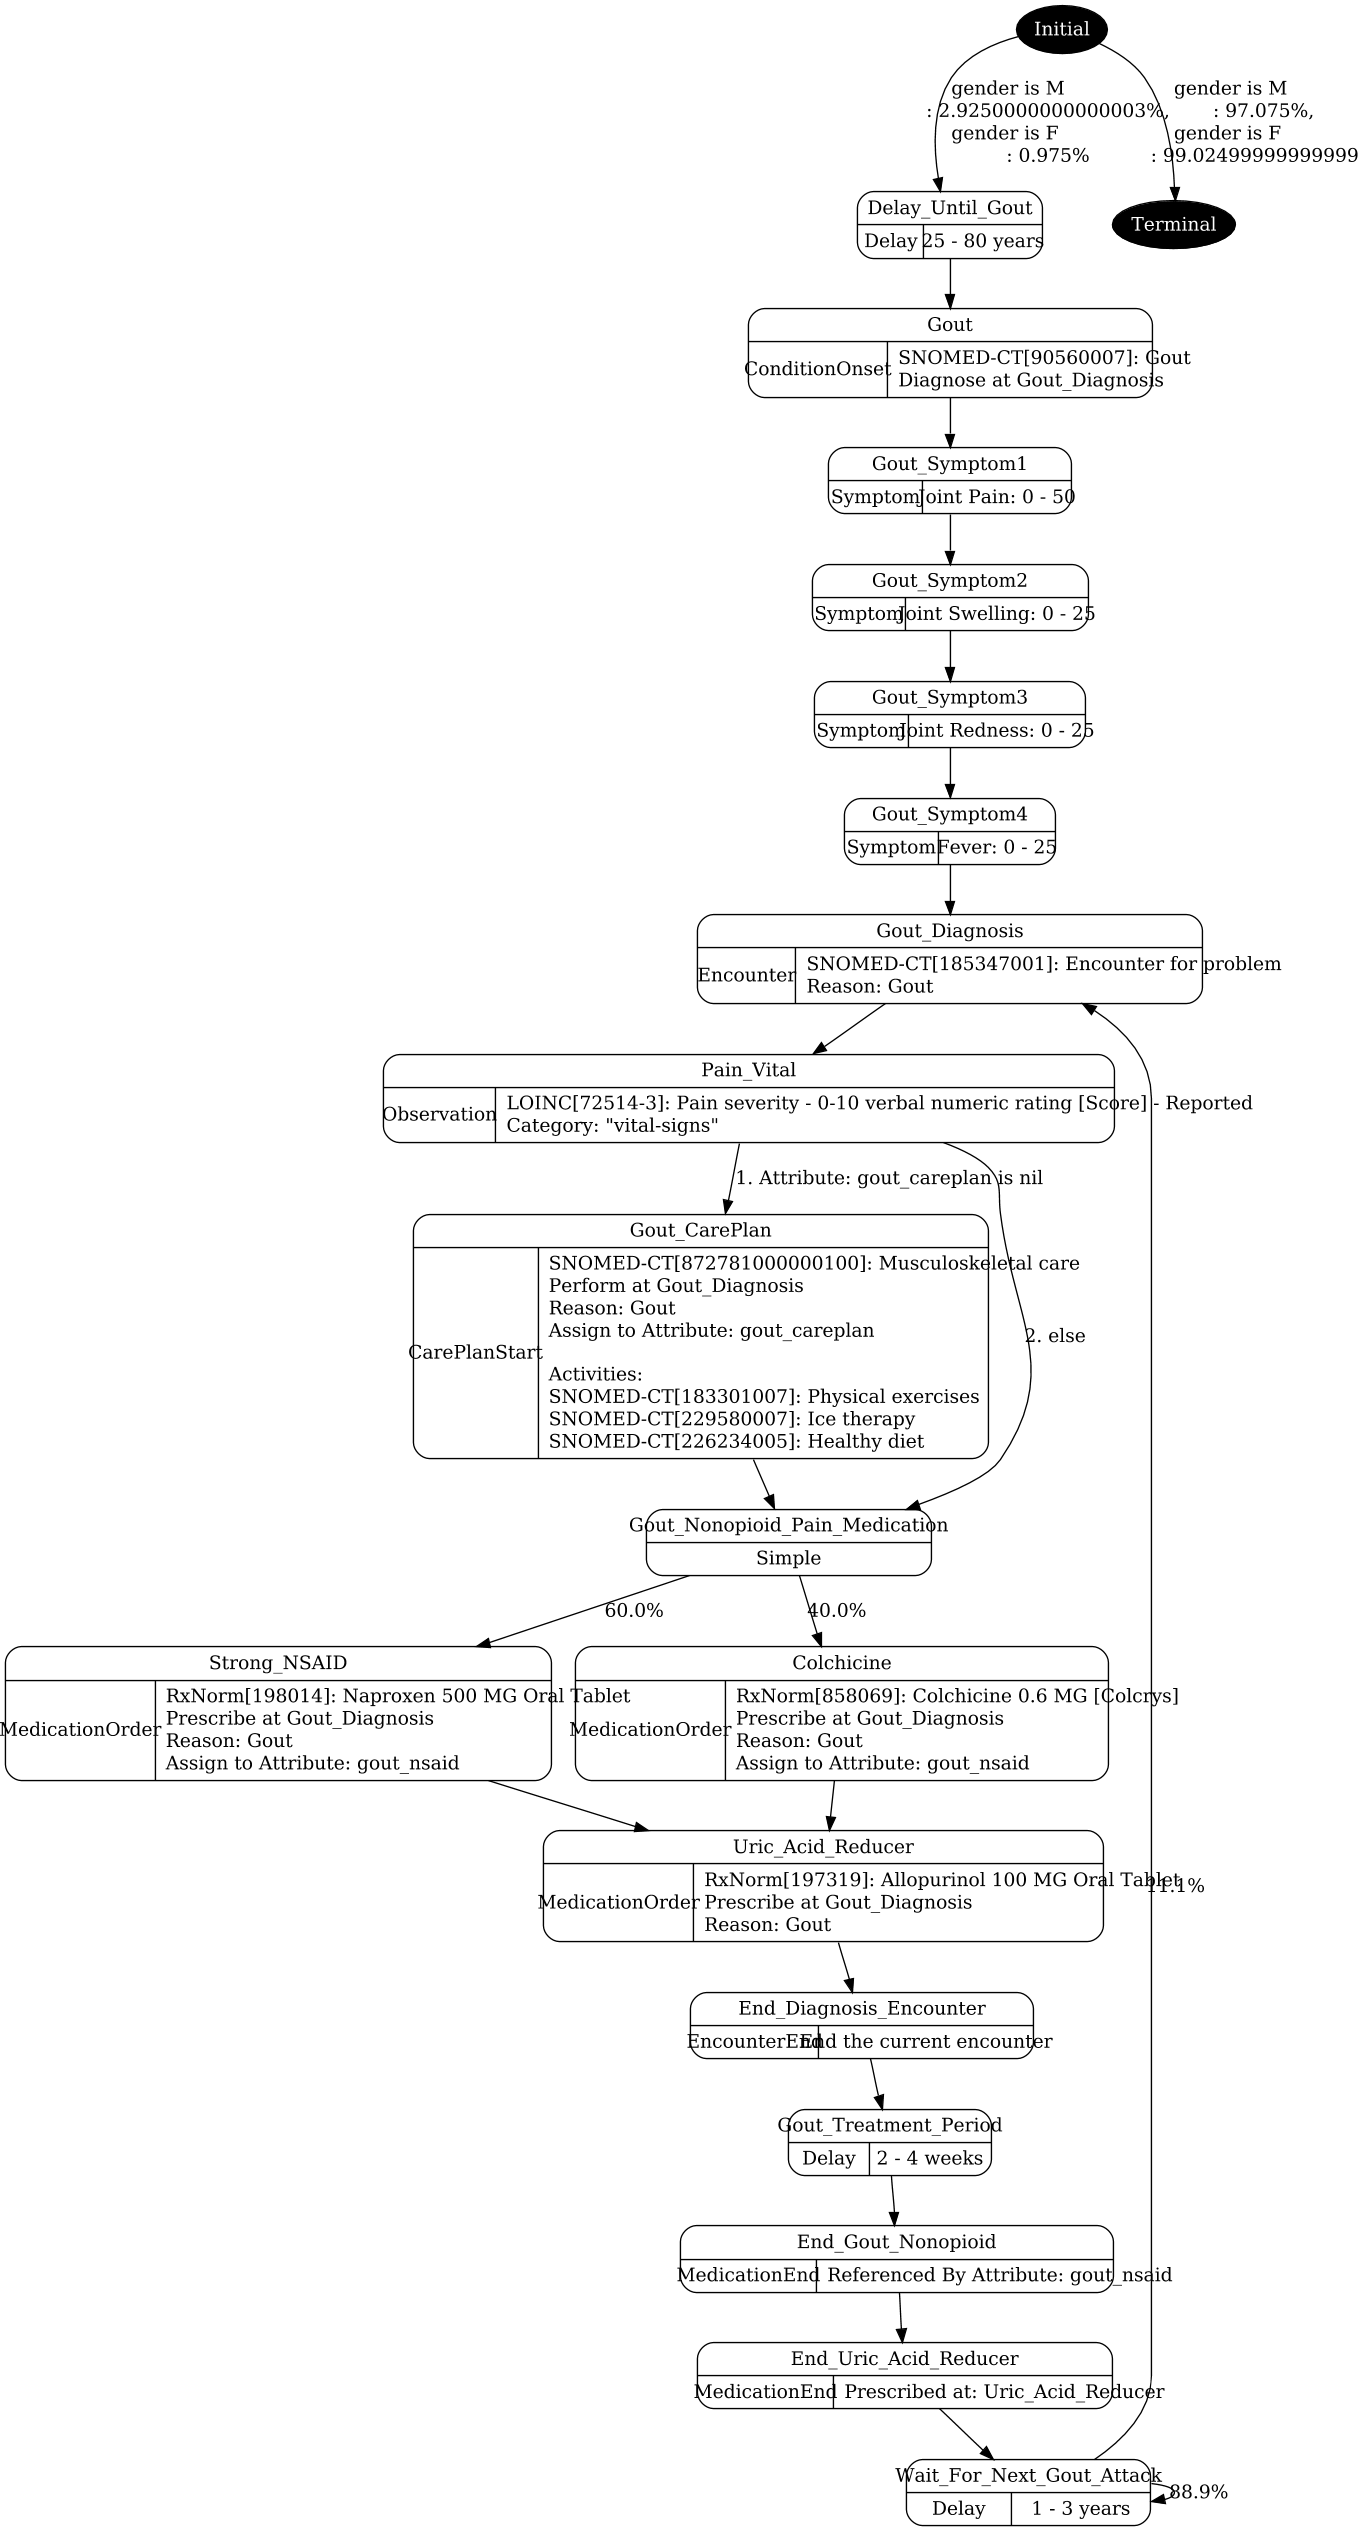 Initial
gender is M
: 2.9250000000000003%,
gender is F
: 0.975%
gender is M
: 97.075%,
gender is F
: 99.02499999999999
Delay_Until_Gout
Delay 25 - 80 years
Terminal
Gout
ConditionOnset
SNOMED-CT[90560007]: Gout
Diagnose at Gout_Diagnosis
Gout_Symptom1
Symptom Joint Pain: 0 - 50
Gout_Symptom2
Symptom Joint Swelling: 0 - 25
Gout_Symptom3
Symptom Joint Redness: 0 - 25
Gout_Symptom4
Symptom Fever: 0 - 25
Gout_Diagnosis
Encounter
SNOMED-CT[185347001]: Encounter for problem
Reason: Gout
Pain_Vital
Observation
LOINC[72514-3]: Pain severity - 0-10 verbal numeric rating [Score] - Reported
Category: "vital-signs"
1. Attribute: gout_careplan is nil
Gout_CarePlan
CarePlanStart
SNOMED-CT[872781000000100]: Musculoskeletal care
Perform at Gout_Diagnosis
Reason: Gout
Assign to Attribute: gout_careplan
Activities:
SNOMED-CT[183301007]: Physical exercises
SNOMED-CT[229580007]: Ice therapy
SNOMED-CT[226234005]: Healthy diet
2. else
Gout_Nonopioid_Pain_Medication
Simple
60.0%
40.0%
Strong_NSAID
MedicationOrder
RxNorm[198014]: Naproxen 500 MG Oral Tablet
Prescribe at Gout_Diagnosis
Reason: Gout
Assign to Attribute: gout_nsaid
Colchicine
MedicationOrder
RxNorm[858069]: Colchicine 0.6 MG [Colcrys]
Prescribe at Gout_Diagnosis
Reason: Gout
Assign to Attribute: gout_nsaid
Uric_Acid_Reducer
MedicationOrder
RxNorm[197319]: Allopurinol 100 MG Oral Tablet
Prescribe at Gout_Diagnosis
Reason: Gout
11.1%
End_Diagnosis_Encounter
EncounterEnd End the current encounter
Gout_Treatment_Period
Delay 2 - 4 weeks
End_Gout_Nonopioid
MedicationEnd Referenced By Attribute: gout_nsaid
End_Uric_Acid_Reducer
MedicationEnd Prescribed at: Uric_Acid_Reducer
Wait_For_Next_Gout_Attack
Delay 1 - 3 years
88.9%